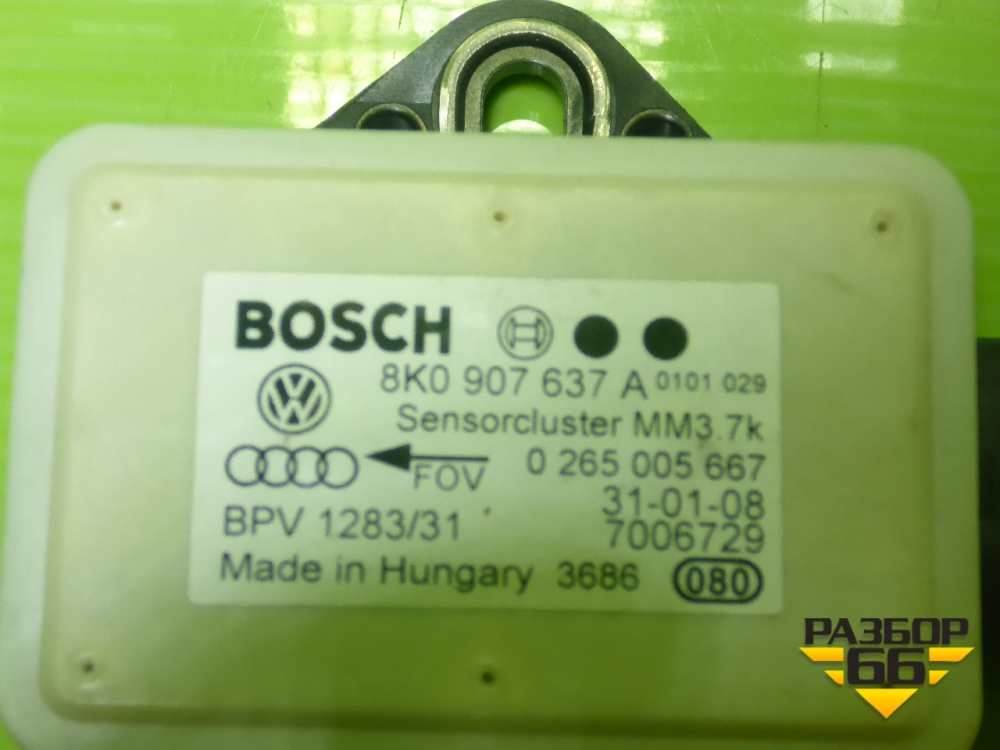 BOSCH
8K0 907 637 A 0101 029
Sensorcluster MM3.7k
FOV 0 265 005 667
31-01-08
BPV 1283/31 7006729
Made in Hungary 3686 080
РАЗБОР
66